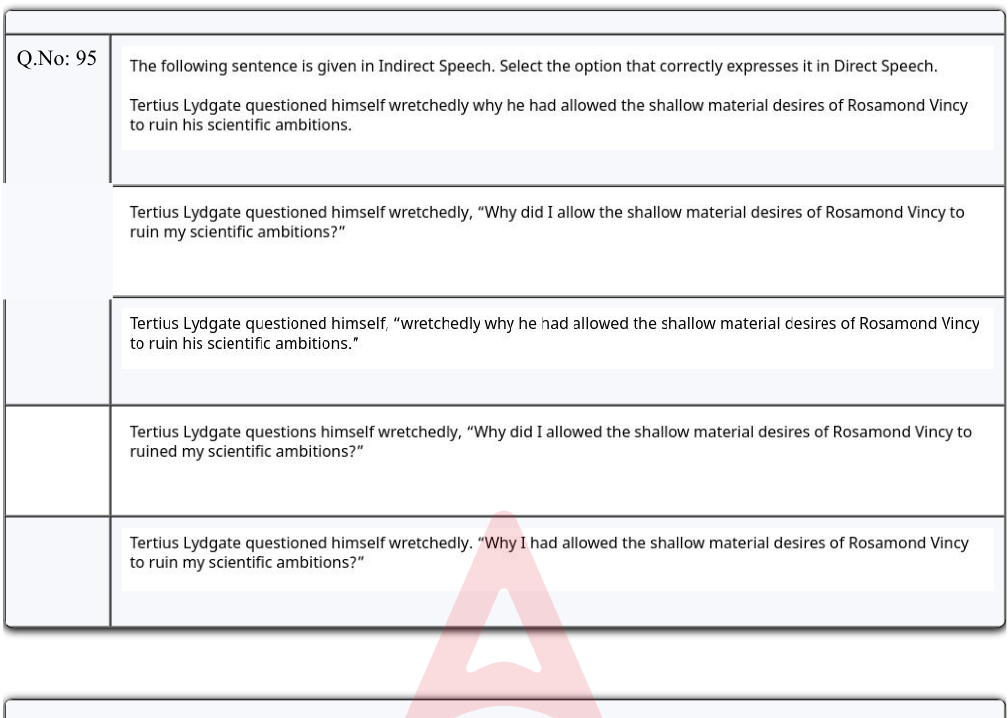 Q.No: 95
The following sentence is given in Indirect Speech. Select the option that correctly expresses it in Direct Speech.
Tertius Lydgate questioned himself wretchedly why he had allowed the shallow material desires of Rosamond Vincy
to ruin his scientific ambitions.
Tertius Lydgate questioned himself wretchedly, “Why did I allow the shallow material desires of Rosamond Vincy to
ruin my scientific ambitions?”
Tertius Lydgate questioned himself, “wretchedly why he had allowed the shallow material desires of Rosamond Vincy
to ruin his scientific ambitions.”
Tertius Lydgate questions himself wretchedly, “Why did I allowed the shallow material desires of Rosamond Vincy to
ruined my scientific ambitions?”
Tertius Lydgate questioned himself wretchedly. “Why I had allowed the shallow material desires of Rosamond Vincy
to ruin my scientific ambitions?”